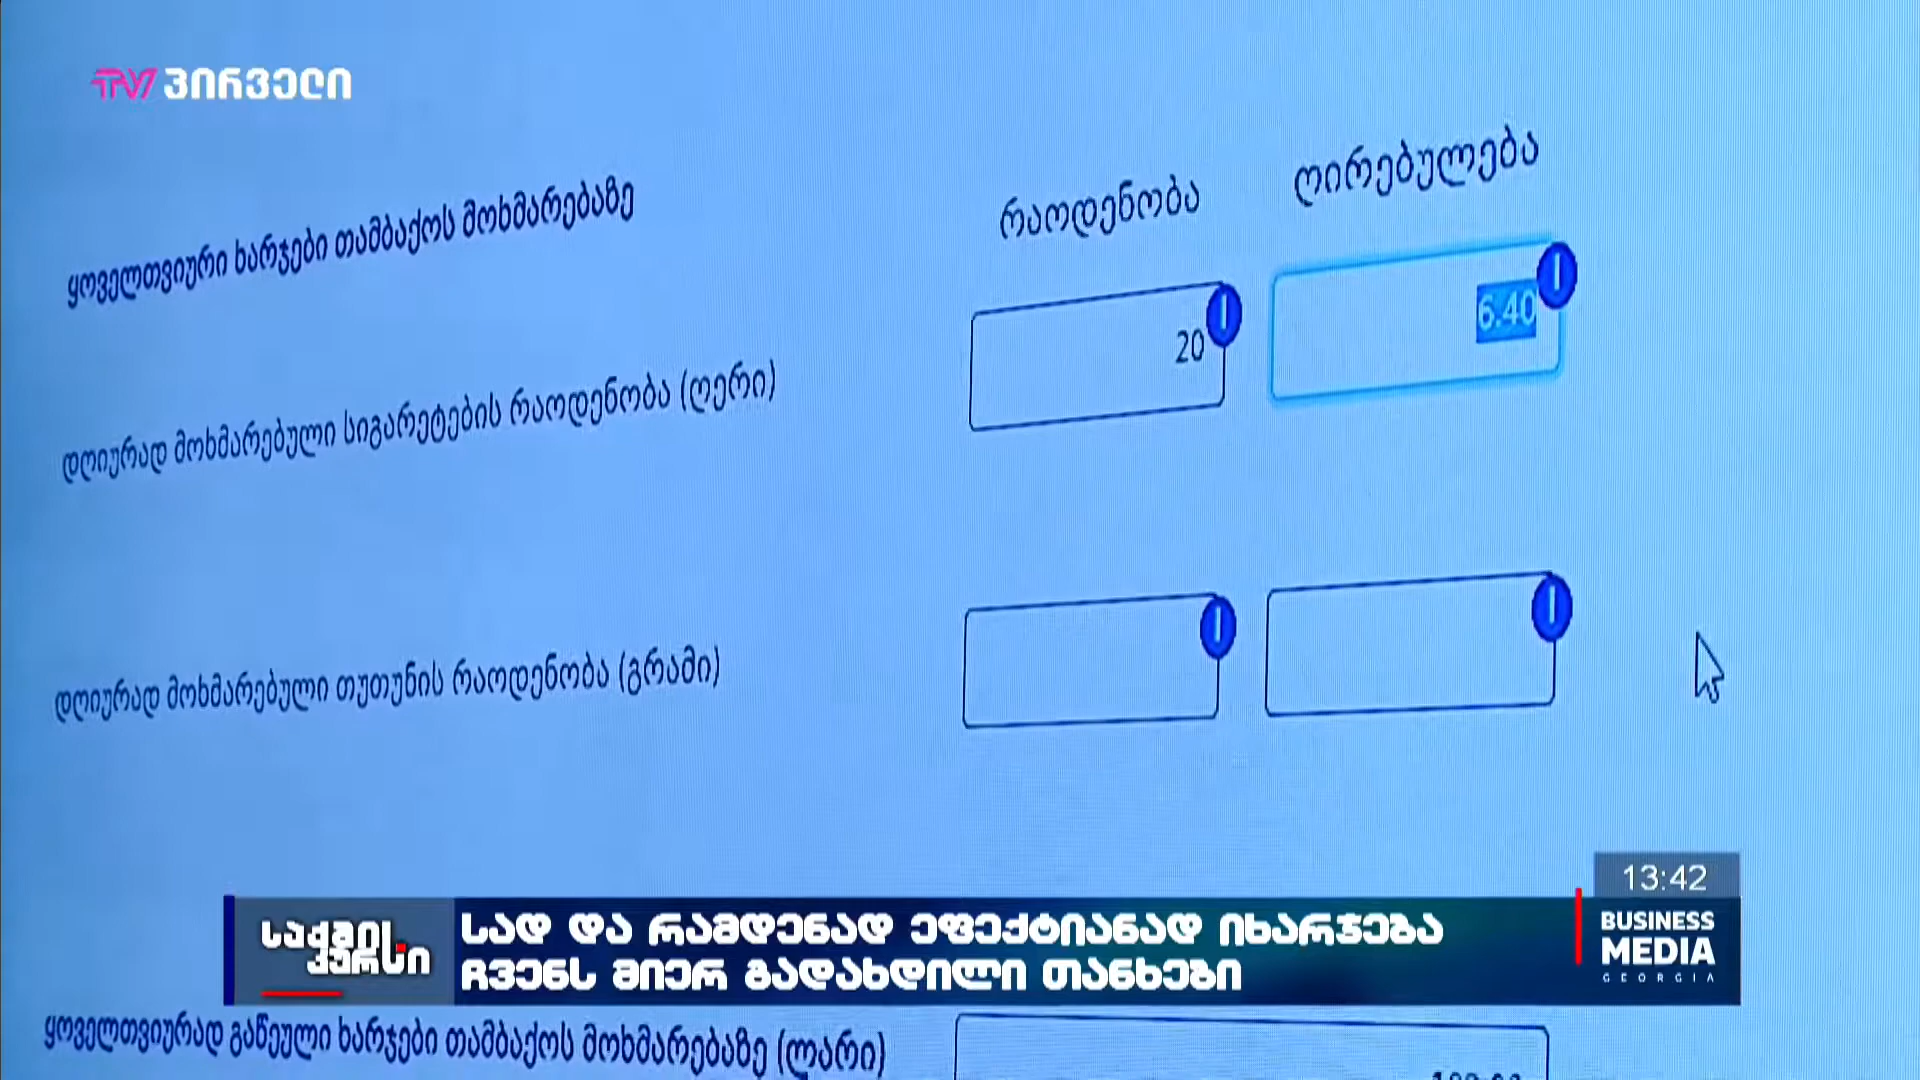 TV პირველი
ყოველთვიური ხარჯები თამბაქოს მოხმარებაზე
რაოდენობა
ღირებულება
დღიურად მოხმარებული სიგარეტების რაოდენობა (ღერი)
20
6.40
დღიურად მოხმარებული თუთუნის რაოდენობა (გრამი)
13:42
საქმის კურსი
სად და რამდენად ეფექტიანად იხარჯება
ჩვენს მიერ გადახდილი თანხები
BUSINESS
MEDIA
GEORGIA
ყოველთვიურად გაწეული ხარჯები თამბაქოს მოხმარებაზე (ლარი)